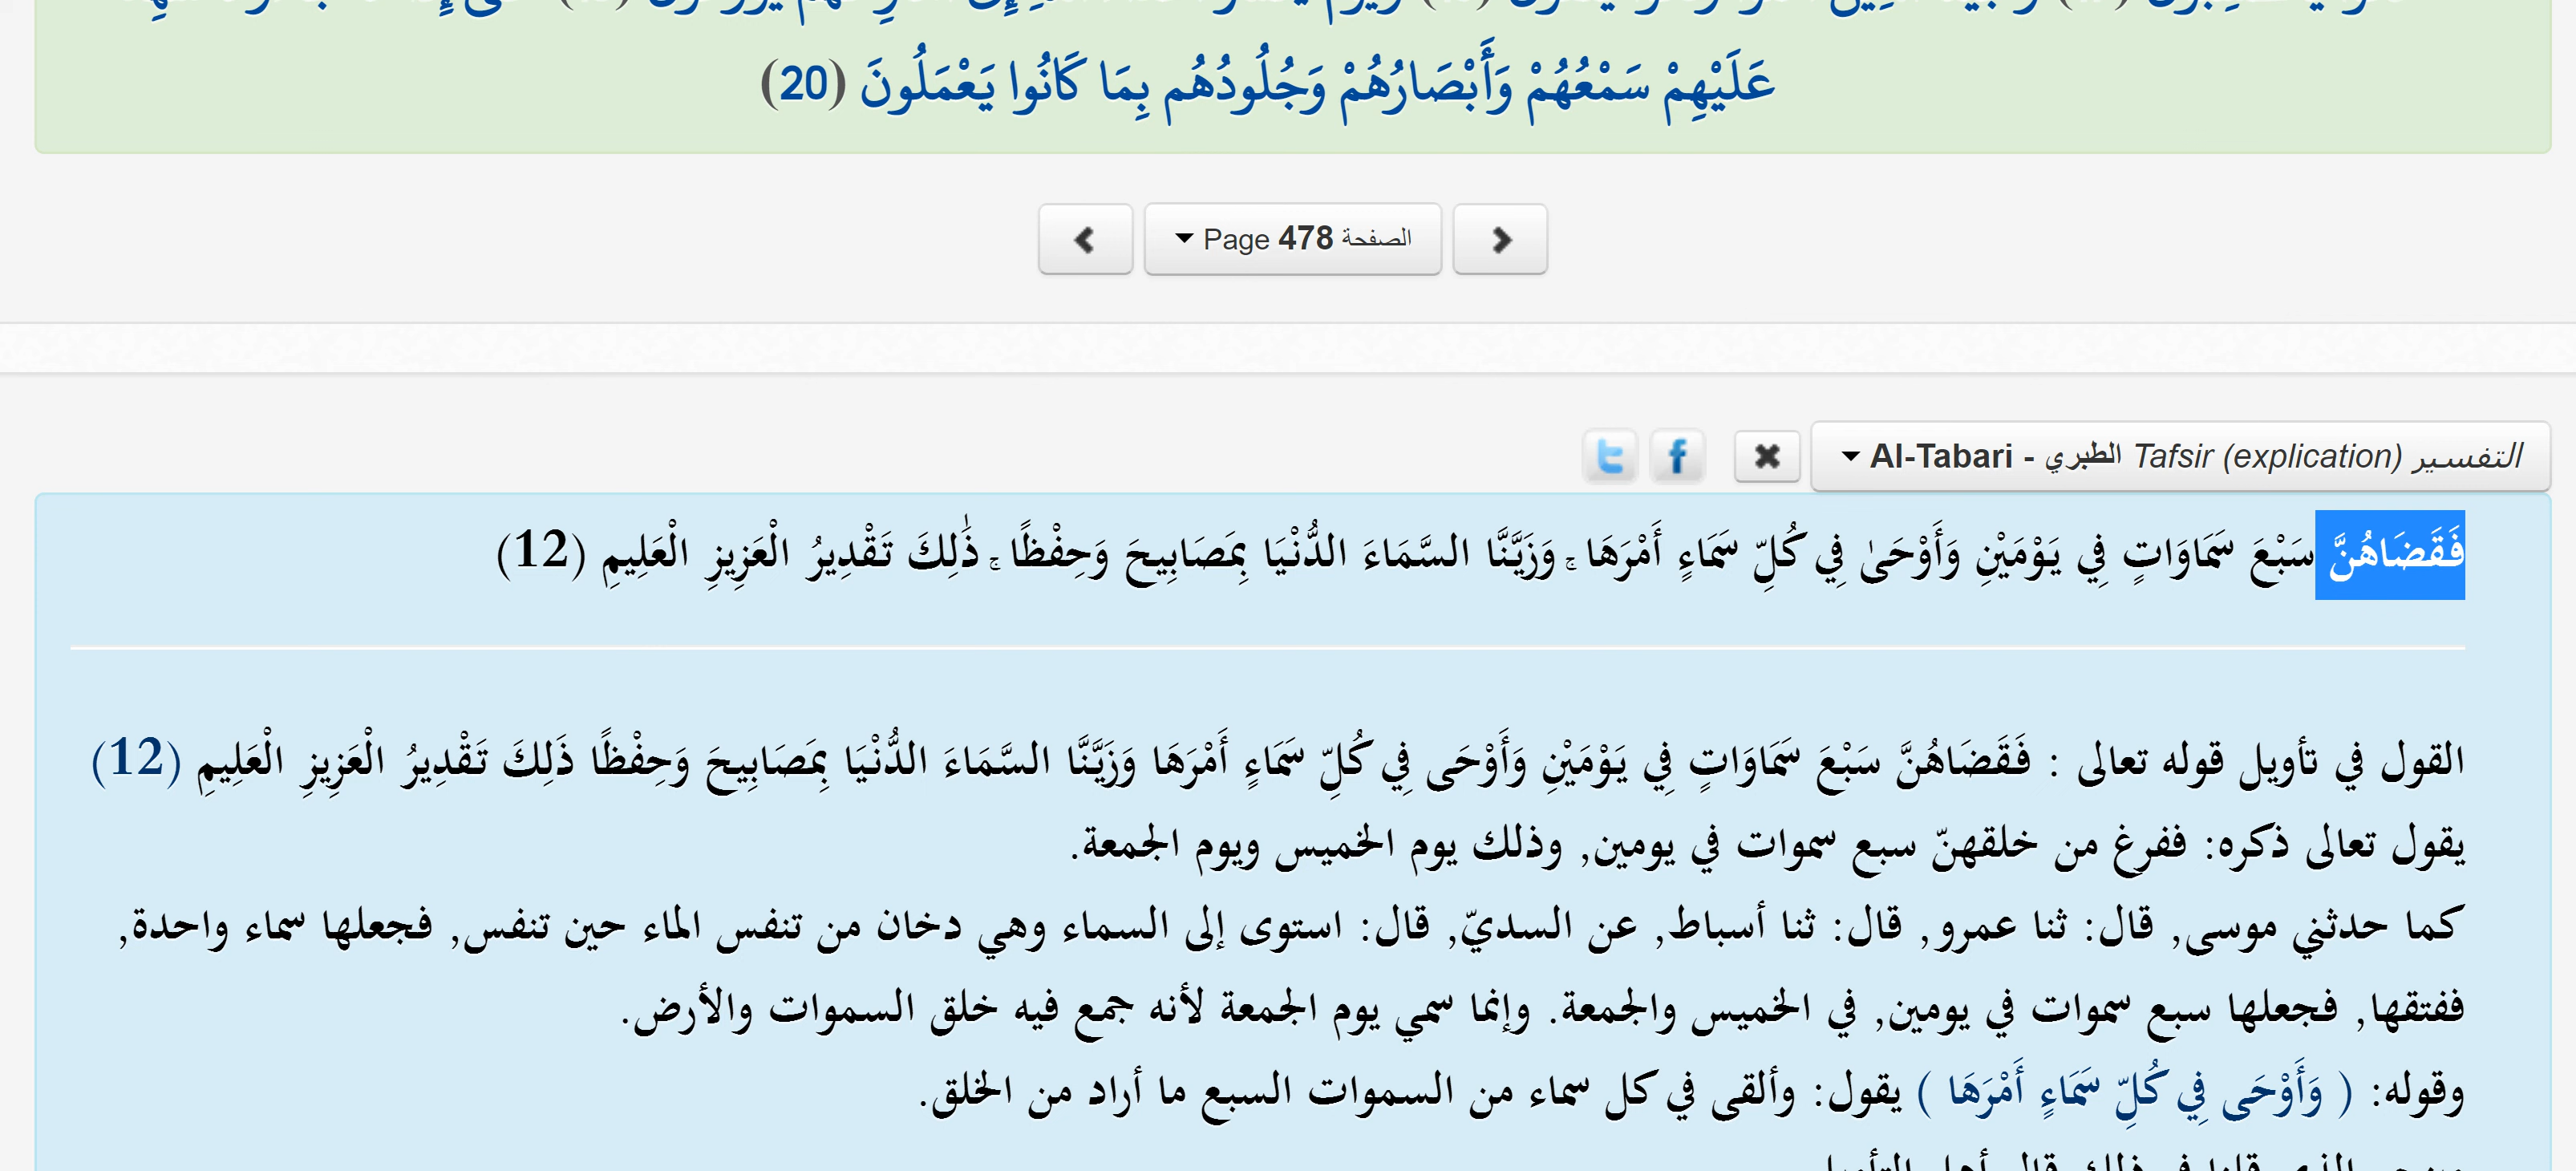 عَلَيْهِمْ سَمْعُهُمْ وَأَبْصَارُهُمْ وَجُلُودُهُم بِمَا كَانُوا يَعْمَلُونَ (20)
الصفحة Page 478
التفسير Tafsir (explication) الطبري - Al-Tabari
فَقَضَاهُنَّ سَبْعَ سَمَاوَاتٍ فِي يَوْمَيْنِ وَأَوْحَىٰ فِي كُلِّ سَمَاءٍ أَمْرَهَا ۚ وَزَيَّنَّا السَّمَاءَ الدُّنْيَا بِمَصَابِيحَ وَحِفْظًا ۚ ذَٰلِكَ تَقْدِيرُ الْعَزِيزِ الْعَلِيمِ (12)
القول في تأويل قوله تعالى : فَقَضَاهُنَّ سَبْعَ سَمَاوَاتٍ فِي يَوْمَيْنِ وَأَوْحَى فِي كُلِّ سَمَاءٍ أَمْرَهَا وَزَيَّنَّا السَّمَاءَ الدُّنْيَا بِمَصَابِيحَ وَحِفْظًا ذَلِكَ تَقْدِيرُ الْعَزِيزِ الْعَلِيمِ (12)
يقول تعالى ذكره: ففرغ من خلقهنّ سبع سموات في يومين, وذلك يوم الخميس ويوم الجمعة.
كما حدثني موسى, قال: ثنا عمرو, قال: ثنا أسباط, عن السديّ, قال: استوى إلى السماء وهي دخان من تنفس الماء حين تنفس, فجعلها سماء واحدة,
ففتقها, فجعلها سبع سموات في يومين, في الخميس والجمعة. وإنما سمي يوم الجمعة لأنه جمع فيه خلق السموات والأرض.
وقوله: ( وَأَوْحَى فِي كُلِّ سَمَاءٍ أَمْرَهَا ) يقول: وألقى في كل سماء من السموات السبع ما أراد من الخلق.